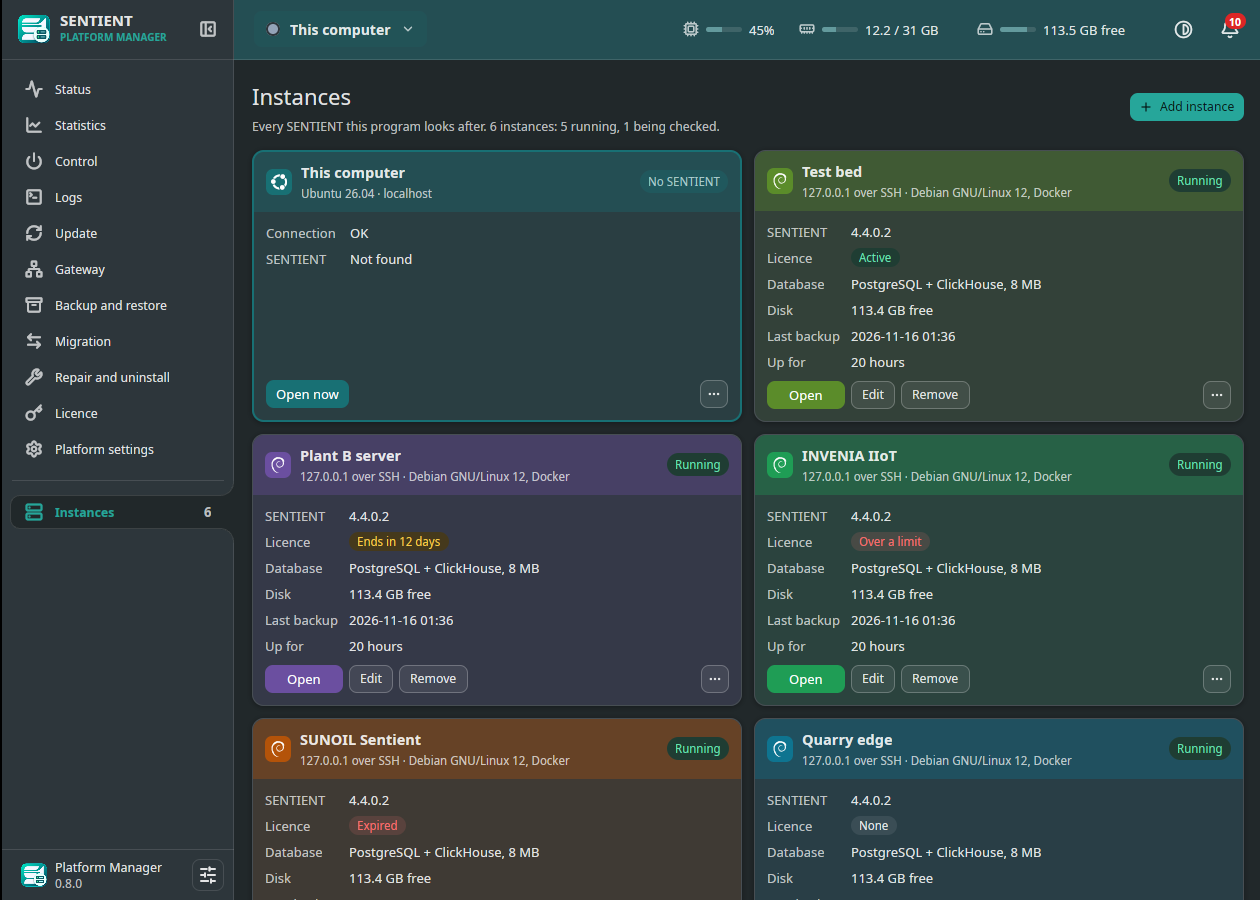 SENTIENT
PLATFORM MANAGER
This computer
45%
12.2 / 31 GB
113.5 GB free
10
Status
Statistics
Control
Logs
Update
Gateway
Backup and restore
Migration
Repair and uninstall
Licence
Platform settings
Instances 6
Platform Manager
0.8.0
Instances
Every SENTIENT this program looks after. 6 instances: 5 running, 1 being checked.
+ Add instance
This computer
Ubuntu 26.04 · localhost
No SENTIENT
Connection OK
SENTIENT Not found
Open now
...
Test bed
127.0.0.1 over SSH · Debian GNU/Linux 12, Docker
Running
SENTIENT 4.4.0.2
Licence Active
Database PostgreSQL + ClickHouse, 8 MB
Disk 113.4 GB free
Last backup 2026-11-16 01:36
Up for 20 hours
Open Edit Remove ...
Plant B server
127.0.0.1 over SSH · Debian GNU/Linux 12, Docker
Running
SENTIENT 4.4.0.2
Licence Ends in 12 days
Database PostgreSQL + ClickHouse, 8 MB
Disk 113.4 GB free
Last backup 2026-11-16 01:36
Up for 20 hours
Open Edit Remove ...
INVENIA IIoT
127.0.0.1 over SSH · Debian GNU/Linux 12, Docker
Running
SENTIENT 4.4.0.2
Licence Over a limit
Database PostgreSQL + ClickHouse, 8 MB
Disk 113.4 GB free
Last backup 2026-11-16 01:36
Up for 20 hours
Open Edit Remove ...
SUNOIL Sentient
127.0.0.1 over SSH · Debian GNU/Linux 12, Docker
Running
SENTIENT 4.4.0.2
Licence Expired
Database PostgreSQL + ClickHouse, 8 MB
Disk 113.4 GB free
Quarry edge
127.0.0.1 over SSH · Debian GNU/Linux 12, Docker
Running
SENTIENT 4.4.0.2
Licence None
Database PostgreSQL + ClickHouse, 8 MB
Disk 113.4 GB free